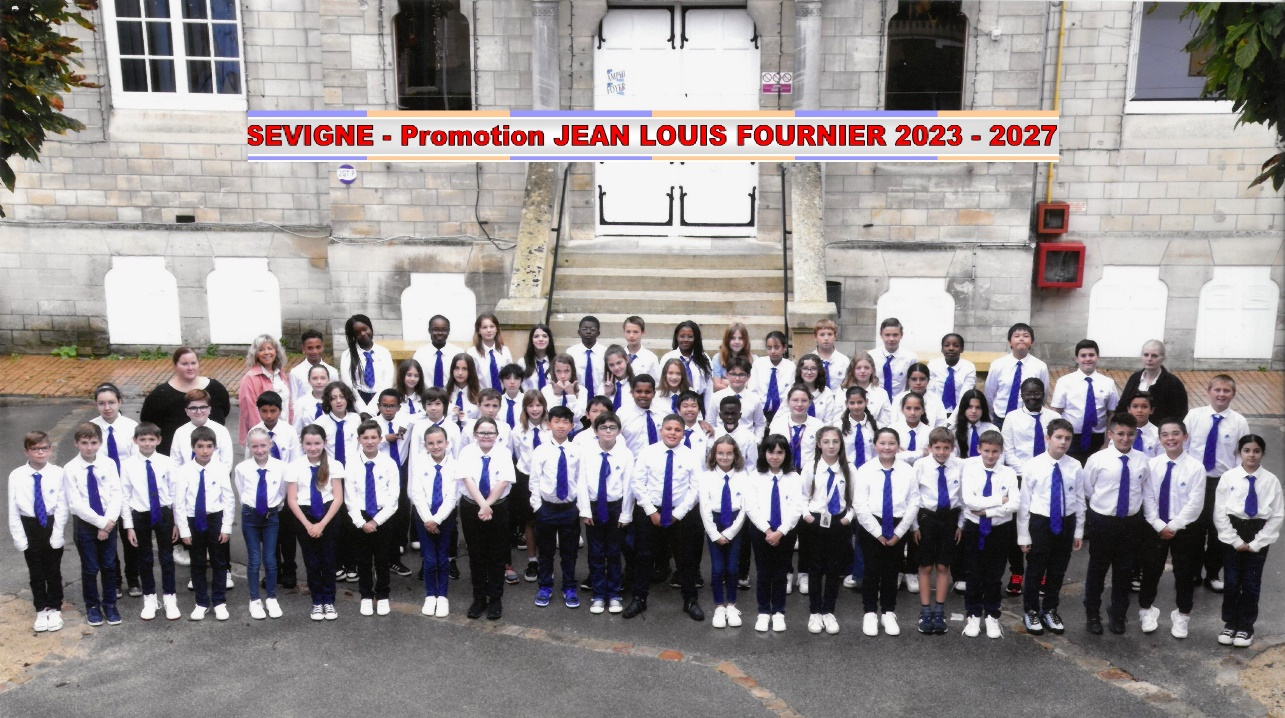 SEVIGNE - Promotion JEAN LOUIS FOURNIER 2023 - 2027